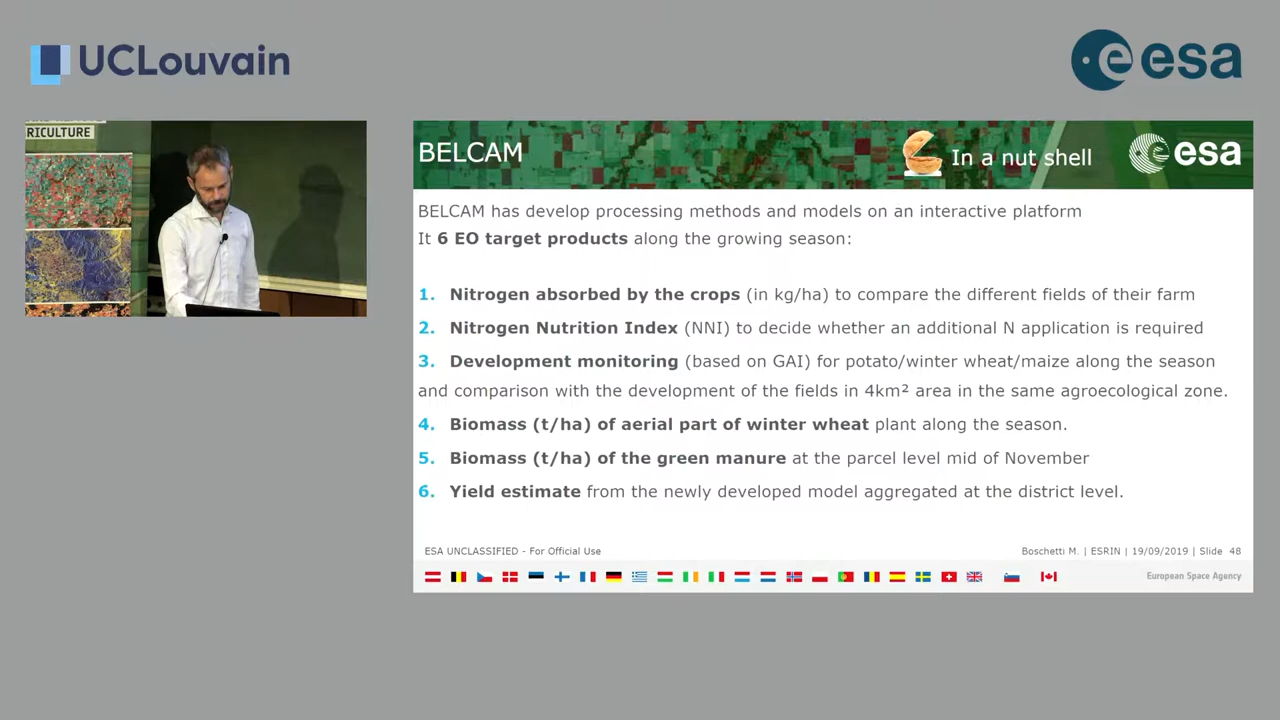 UCLouvain
esa
RICULTURE
BELCAM
In a nut shell
esa
BELCAM has develop processing methods and models on an interactive platform
It 6 EO target products along the growing season:
1. Nitrogen absorbed by the crops (in kg/ha) to compare the different fields of their farm
2. Nitrogen Nutrition Index (NNI) to decide whether an additional N application is required
3. Development monitoring (based on GAI) for potato/winter wheat/maize along the season
and comparison with the development of the fields in 4km² area in the same agroecological zone.
4. Biomass (t/ha) of aerial part of winter wheat plant along the season.
5. Biomass (t/ha) of the green manure at the parcel level mid of November
6. Yield estimate from the newly developed model aggregated at the district level.
ESA UNCLASSIFIED - For Official Use
Boschetti M. | ESRIN | 19/09/2019 | Slide 48
European Space Agency